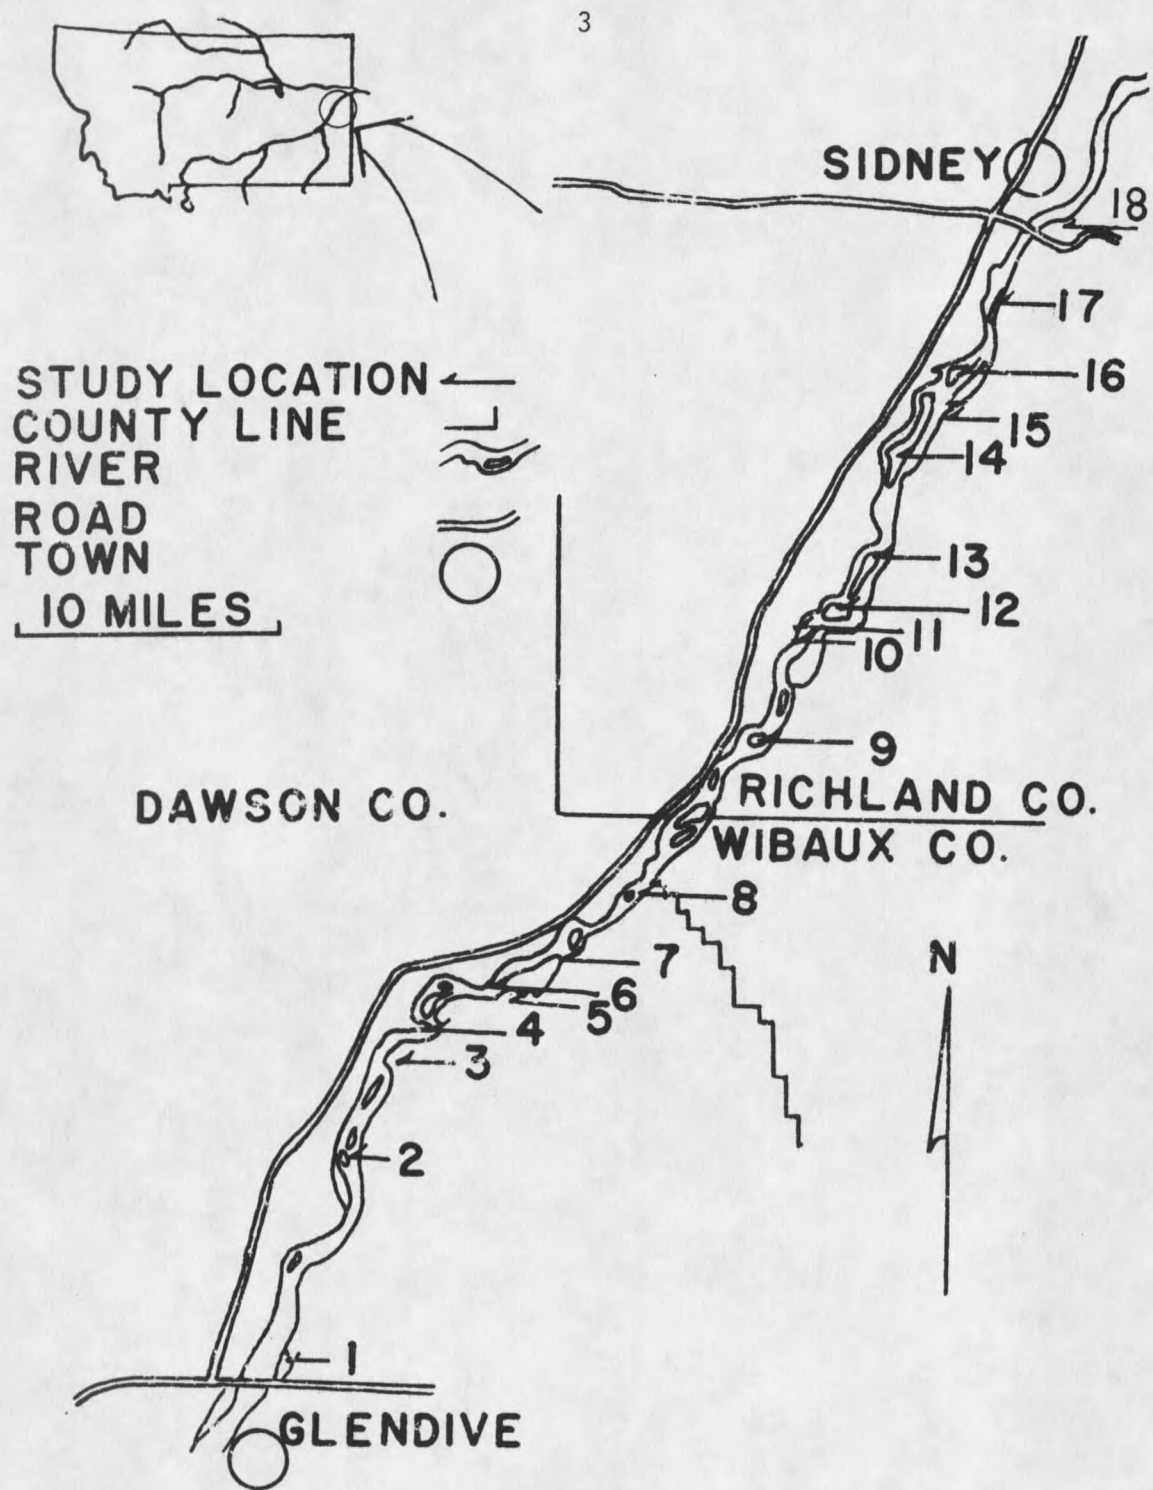 3
SIDNEY
18
17
STUDY LOCATION
16
COUNTY LINE
15
RIVER
14
ROAD
TOWN
13
10 MILES
12
11
10
9
DAWSON CO.
RICHLAND CO.
WIBAUX CO.
8
N
7
6
5
4
3
2
1
GLENDIVE